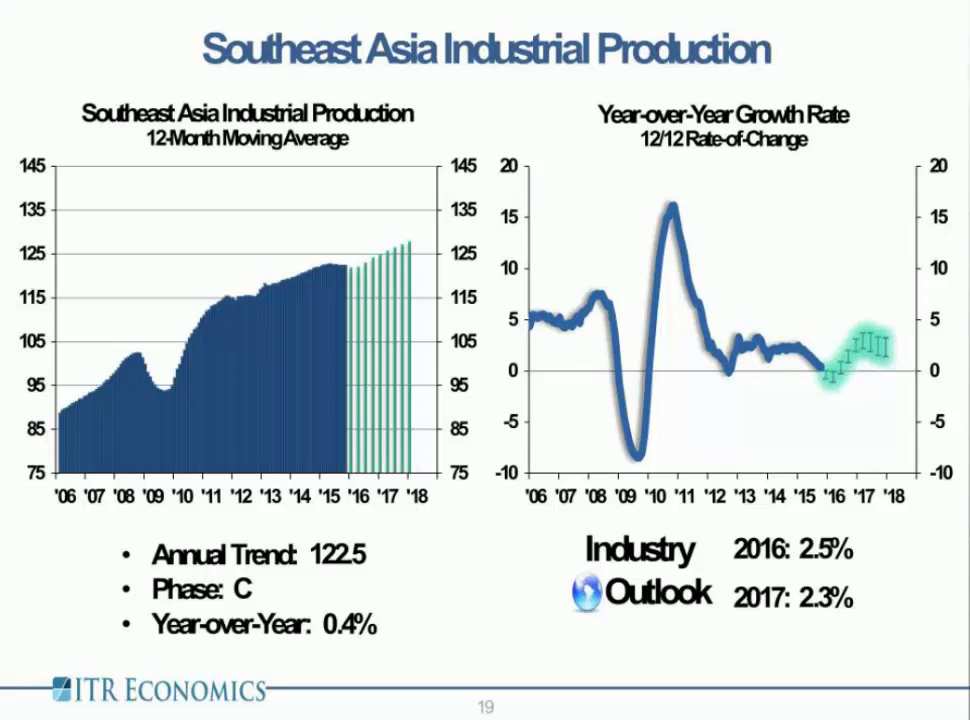 Southeast Asia Industrial Production
Southeast Asia Industrial Production
12-Month Moving Average
145
135
125
115
105
95
85
75
145
135
125
115
105
95
85
75
'06 '07 '08 '09 '10 '11 '12 '13 '14 '15 '16 '17 '18
Year-over-Year Growth Rate
12/12 Rate-of-Change
20
15
10
5
0
-5
-10
20
15
10
5
0
-5
-10
'06 '07 '08 '09 '10 '11 '12 '13 '14 '15 '16 '17 '18
• Annual Trend: 122.5
• Phase: C
• Year-over-Year: 0.4%
Industry
Outlook
2016: 2.5%
2017: 2.3%
ITR ECONOMICS
19